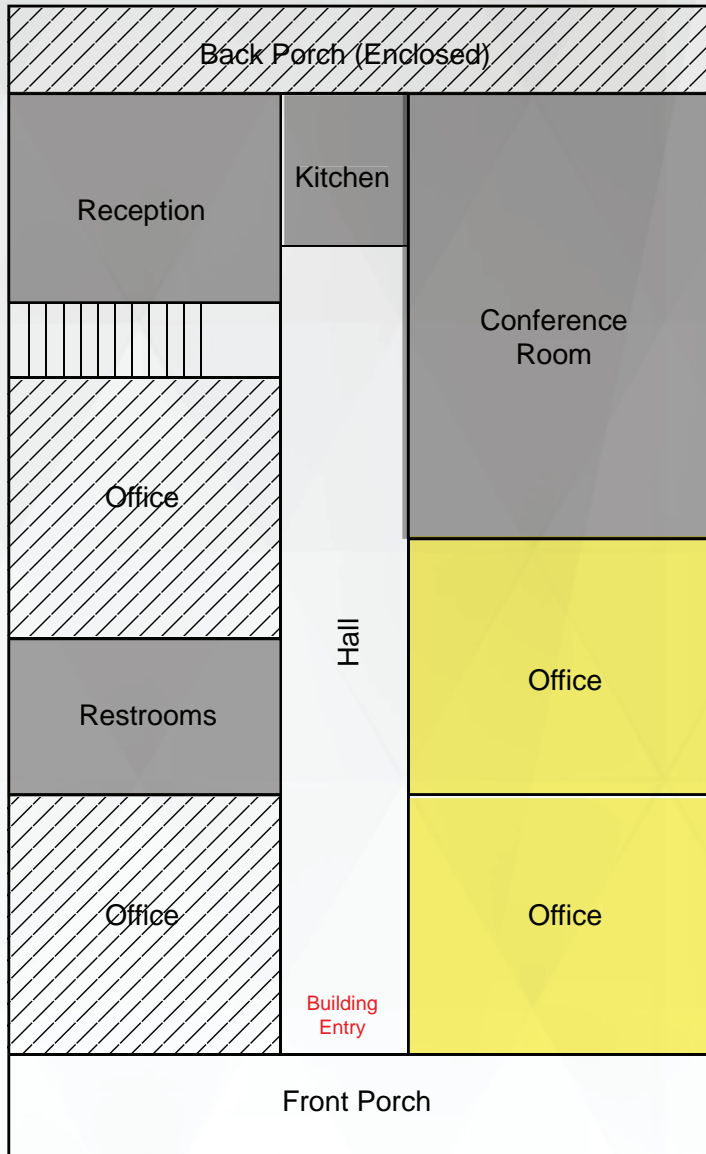 Back Porch (Enclosed)
Kitchen
Reception
Conference
Room
Office
Hall
Office
Restrooms
Office
Office
Building
Entry
Front Porch